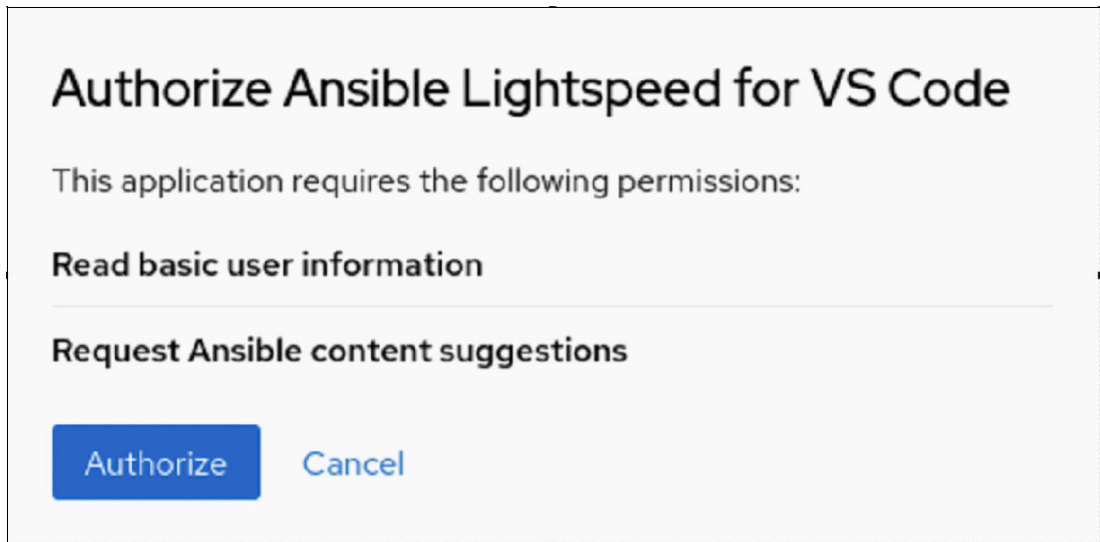 Authorize Ansible Lightspeed for VS Code
This application requires the following permissions:
Read basic user information
Request Ansible content suggestions
Authorize
Cancel